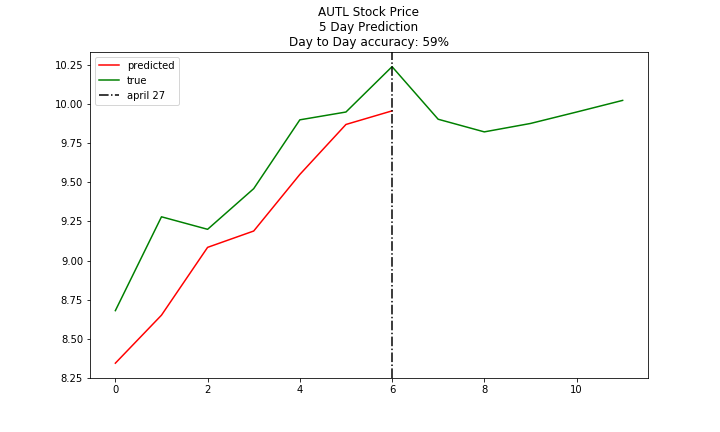 AUTL Stock Price
5 Day Prediction
Day to Day accuracy: 59%
predicted
true
april 27
10.25
10.00
9.75
9.50
9.25
9.00
8.75
8.50
8.25
0 2 4 6 8 10